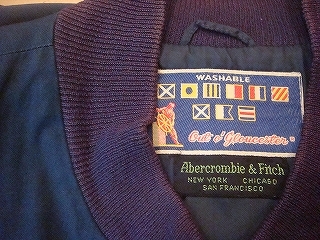 WASHABLE
Out o' Gloucester®
Abercrombie & Fitch
NEW YORK CHICAGO
SAN FRANCISCO